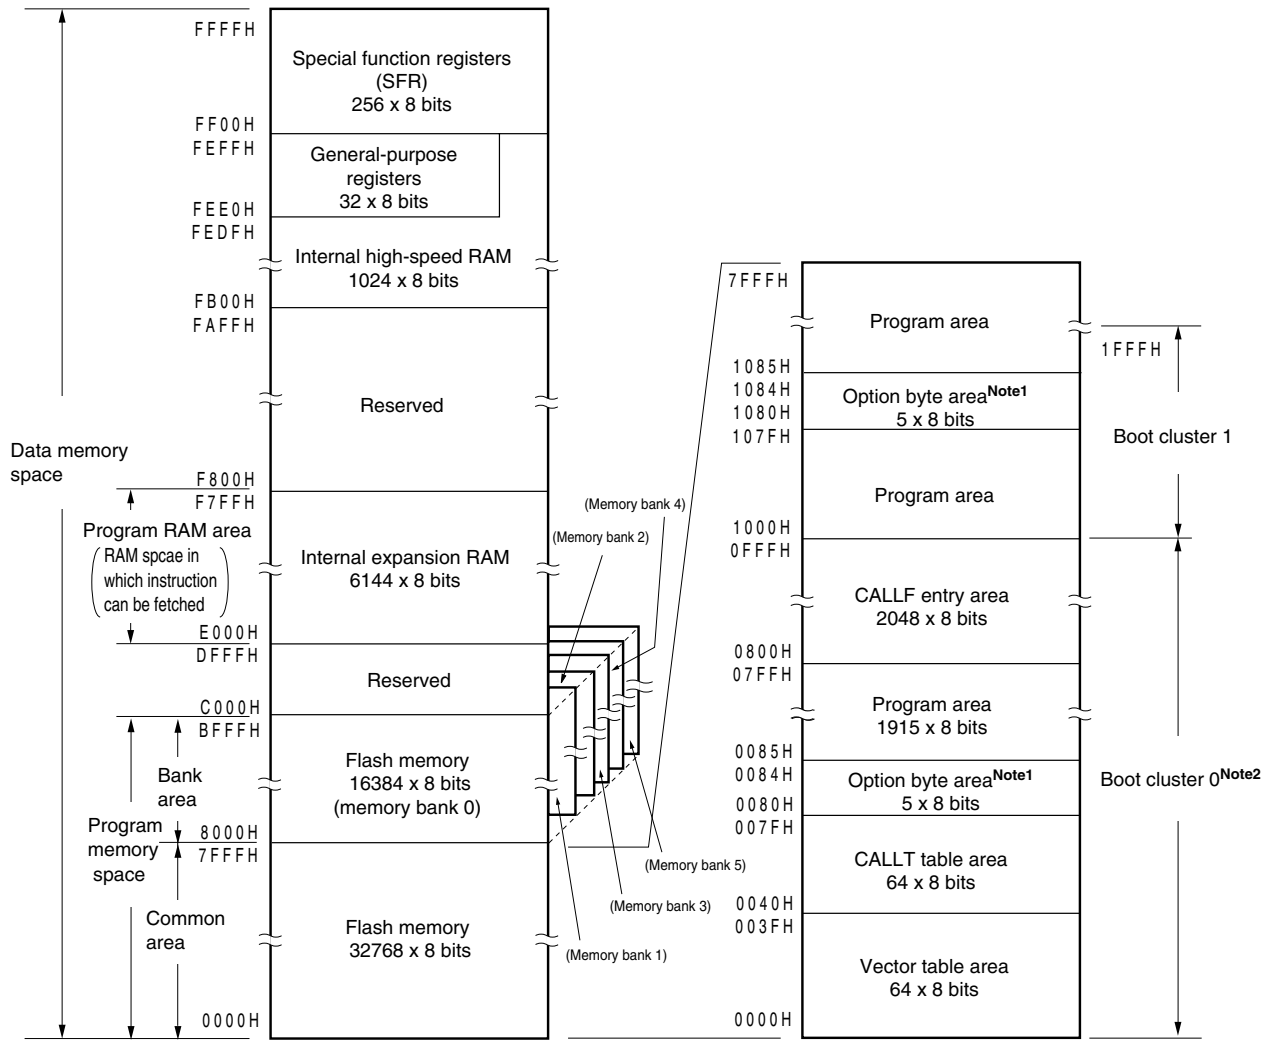 FFFFH
Special function registers
(SFR)
256 x 8 bits
FF00H
FEFFH
General-purpose
registers
32 x 8 bits
FEE0H
FEDFH
Internal high-speed RAM
1024 x 8 bits
FB00H
FAFFH
Reserved
Data memory
space
F800H
F7FFH
Program RAM area
RAM spcae in
which instruction
can be fetched
Internal expansion RAM
6144 x 8 bits
E000H
DFFFH
Reserved
C000H
BFFFH
Bank
area
Flash memory
16384 x 8 bits
(memory bank 0)
Program
memory
space
8000H
7FFFH
Common
area
Flash memory
32768 x 8 bits
0000H
(Memory bank 4)
(Memory bank 2)
(Memory bank 5)
(Memory bank 3)
(Memory bank 1)
7FFFH
Program area
1FFFH
1085H
1084H
Option byte areaNote1
5 x 8 bits
1080H
107FH
Boot cluster 1
Program area
1000H
0FFFH
CALLF entry area
2048 x 8 bits
0800H
07FFH
Program area
1915 x 8 bits
0085H
0084H
Option byte areaNote1
5 x 8 bits
Boot cluster 0Note2
0080H
007FH
CALLT table area
64 x 8 bits
0040H
003FH
Vector table area
64 x 8 bits
0000H